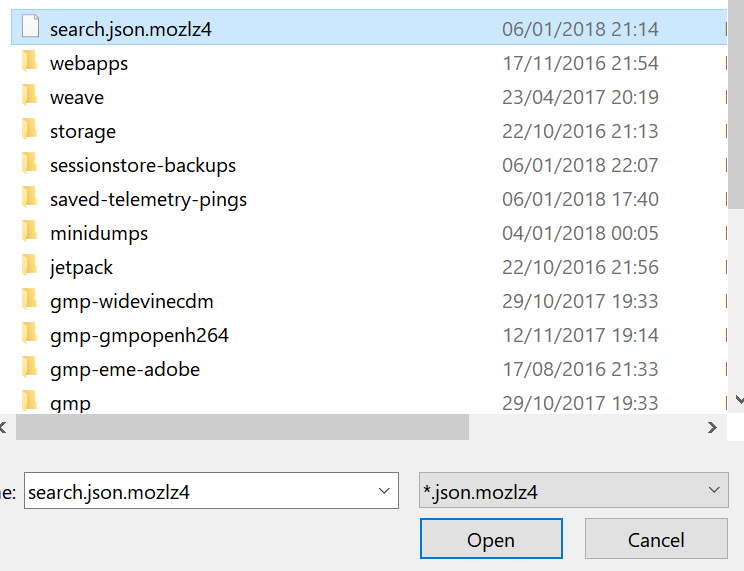 search.json.mozlz4 06/01/2018 21:14
webapps 17/11/2016 21:54
weave 23/04/2017 20:19
storage 22/10/2016 21:13
sessionstore-backups 06/01/2018 22:07
saved-telemetry-pings 06/01/2018 17:40
minidumps 04/01/2018 00:05
jetpack 22/10/2016 21:56
gmp-widevinecdm 29/10/2017 19:33
gmp-gmpopenh264 12/11/2017 19:14
gmp-eme-adobe 17/08/2016 21:33
gmp 29/10/2017 19:33
e: search.json.mozlz4 *.json.mozlz4
Open Cancel